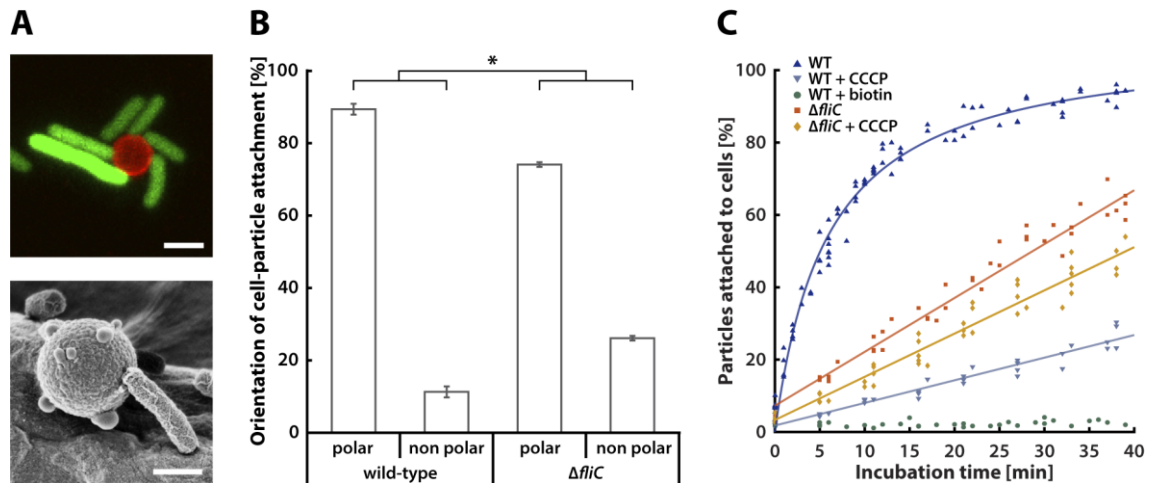 A
B
Orientation of cell-particle attachment [%]
100
80
60
40
20
0
*
polar
non polar
polar
non polar
wild-type
ΔfliC
C
Particles attached to cells [%]
100
80
60
40
20
0
WT
WT + CCCP
WT + biotin
ΔfliC
ΔfliC + CCCP
0 5 10 15 20 25 30 35 40
Incubation time [min]